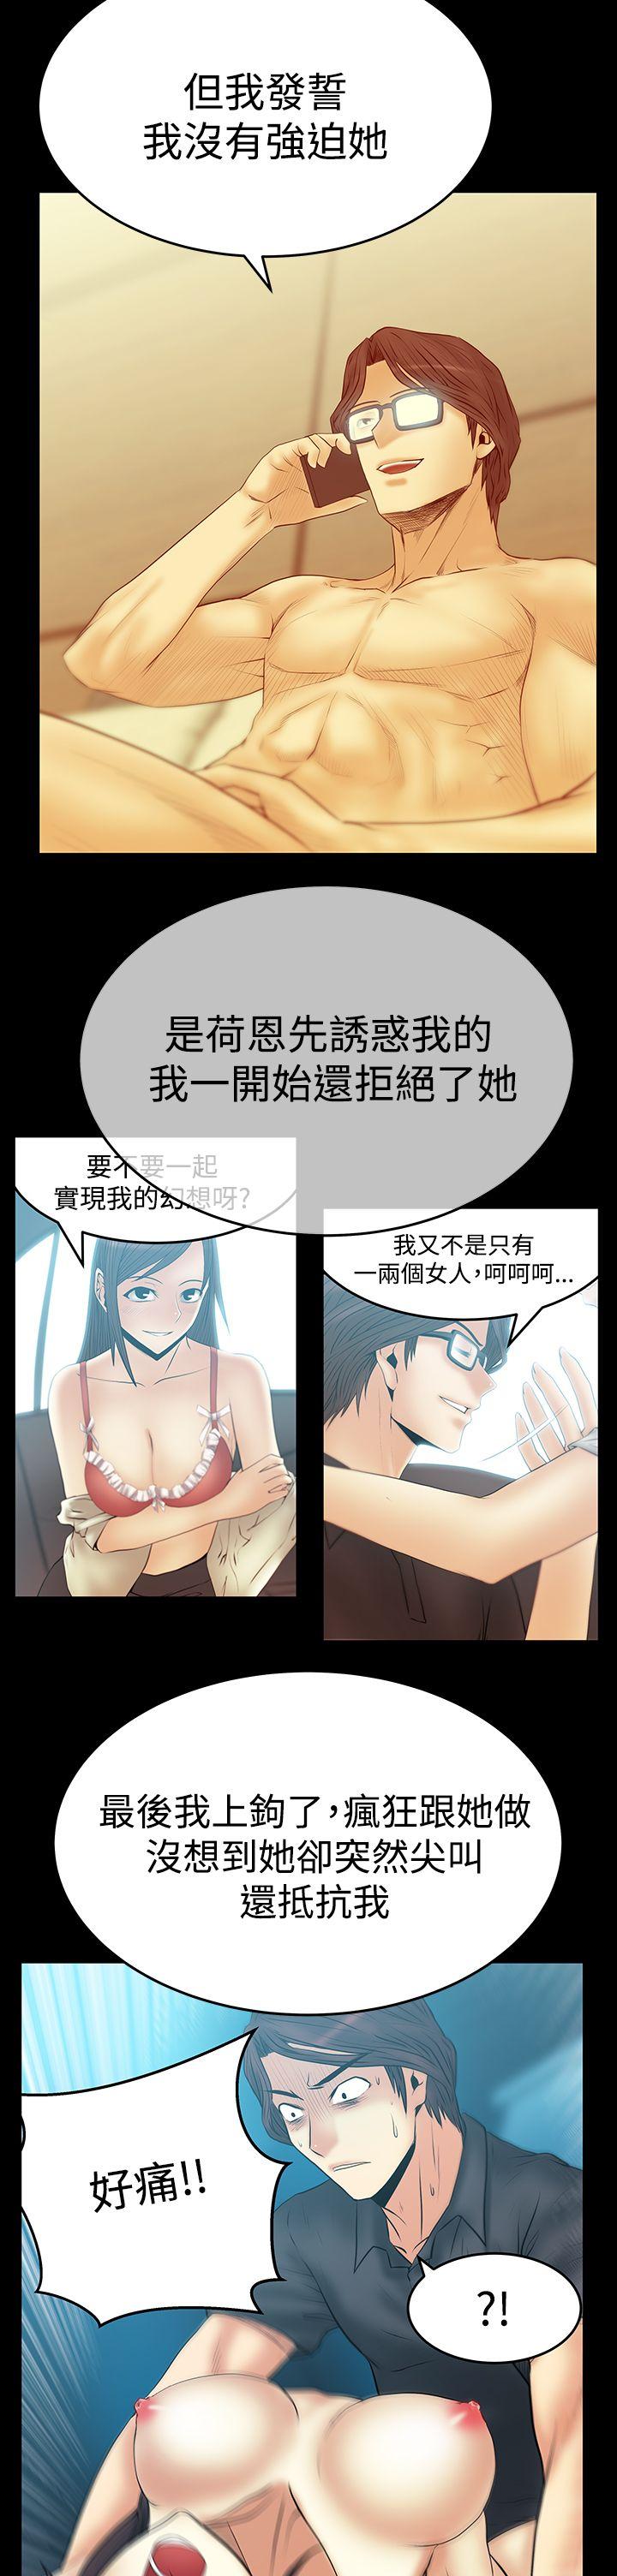 但我發誓
我沒有強迫她
是荷恩先誘惑我的
我一開始還拒絕了她
要不要一起
實現我的幻想呀?
我又不是只有
一兩個女人,呵呵呵...
最後我上鉤了,瘋狂跟她做
沒想到她卻突然尖叫
還抵抗我
好痛!!
?!